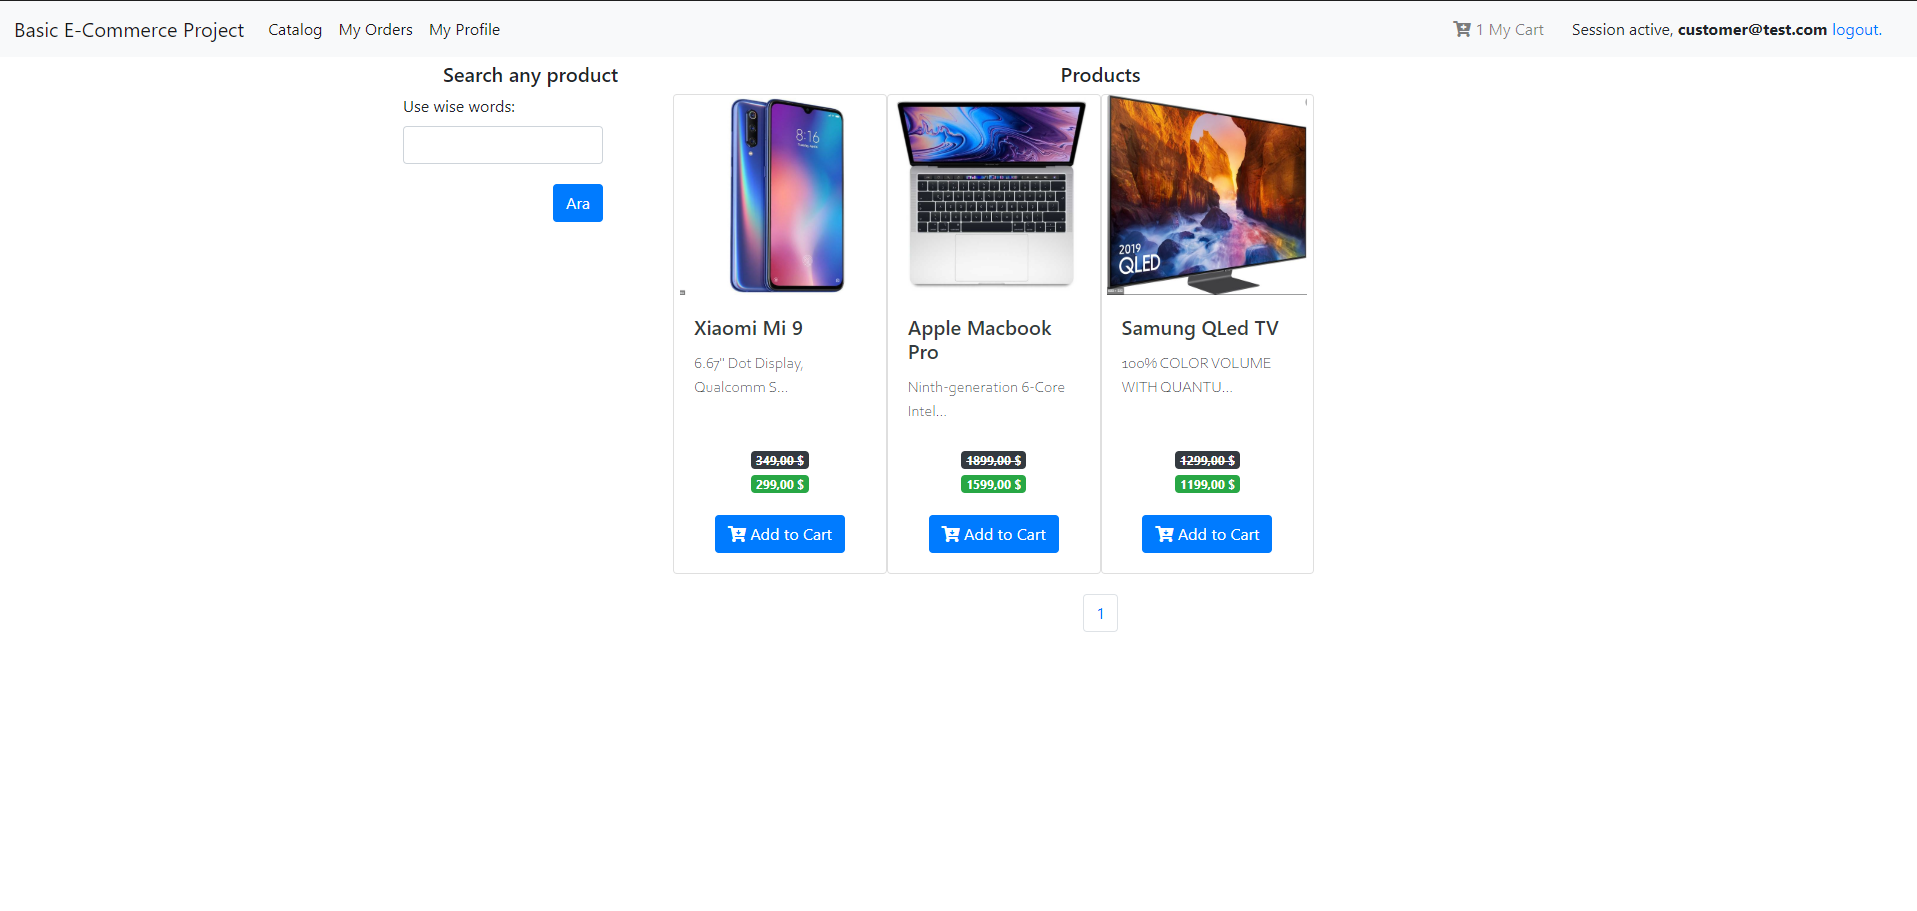 Basic E-Commerce Project Catalog My Orders My Profile 1 My Cart Session active, customer@test.com logout.
Search any product
Use wise words:
Ara
Products
8:16
2019
QLED
Xiaomi Mi 9
6.67" Dot Display,
Qualcomm S...
349,00 $
299,00 $
Add to Cart
Apple Macbook
Pro
Ninth-generation 6-Core
Intel...
1899,00 $
1599,00 $
Add to Cart
Samung QLed TV
100% COLOR VOLUME
WITH QUANTU...
1299,00 $
1199,00 $
Add to Cart
1